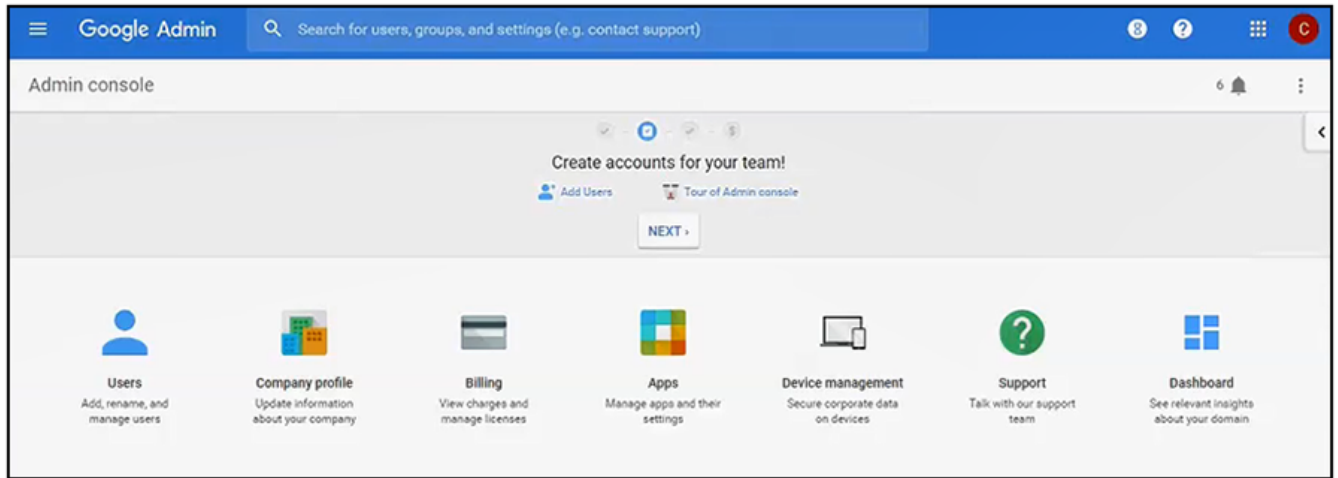 Google Admin
Search for users, groups, and settings (e.g. contact support)
8
?
C
Admin console
6
$
Create accounts for your team!
Add Users
Tour of Admin console
NEXT ›
?
Users
Company profile
Billing
Apps
Device management
Support
Dashboard
Add, rename, and
manage users
Update information
about your company
View charges and
manage licenses
Manage apps and their
settings
Secure corporate data
on devices
Talk with our support
team
See relevant insights
about your domain